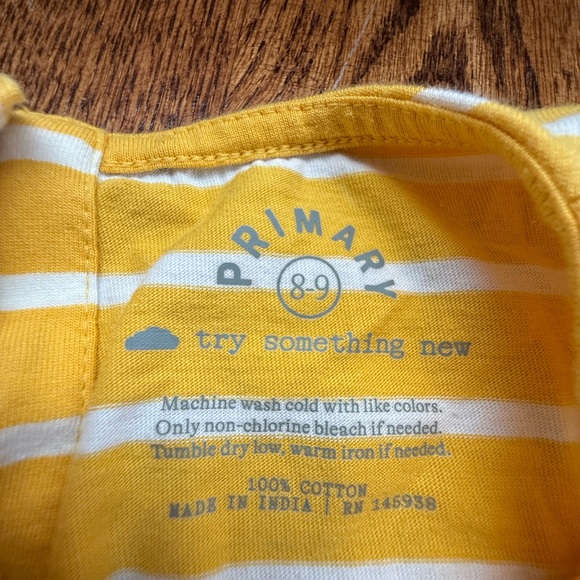 PRIMARY
8-9
try something new
Machine wash cold with like colors.
Only non-chlorine bleach if needed.
Tumble dry low, warm iron if needed.
100% COTTON
MADE IN INDIA | RN 145938